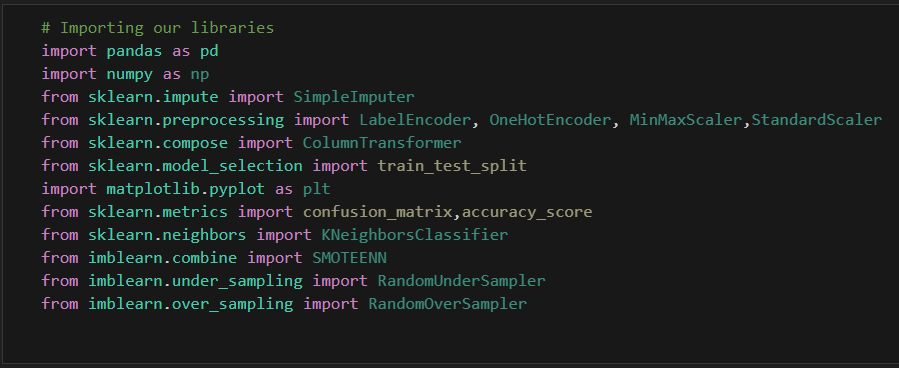 # Importing our libraries
import pandas as pd
import numpy as np
from sklearn.impute import SimpleImputer
from sklearn.preprocessing import LabelEncoder, OneHotEncoder, MinMaxScaler,StandardScaler
from sklearn.compose import ColumnTransformer
from sklearn.model_selection import train_test_split
import matplotlib.pyplot as plt
from sklearn.metrics import confusion_matrix,accuracy_score
from sklearn.neighbors import KNeighborsClassifier
from imblearn.combine import SMOTEENN
from imblearn.under_sampling import RandomUnderSampler
from imblearn.over_sampling import RandomOverSampler